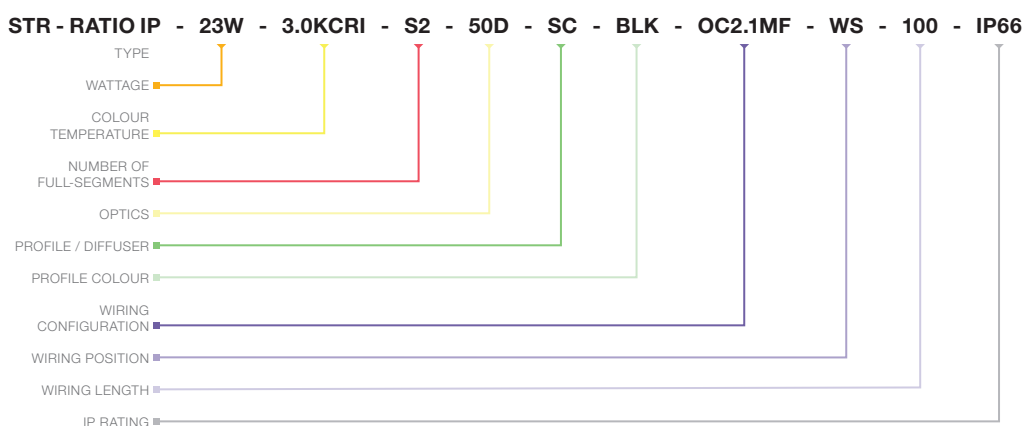 STR - RATIO IP - 23W - 3.0KCRI - S2 - 50D - SC - BLK - OC2.1MF - WS - 100 - IP66
TYPE
WATTAGE
COLOUR
TEMPERATURE
NUMBER OF
FULL-SEGMENTS
OPTICS
PROFILE / DIFFUSER
PROFILE COLOUR
WIRING
CONFIGURATION
WIRING POSITION
WIRING LENGTH
IP RATING